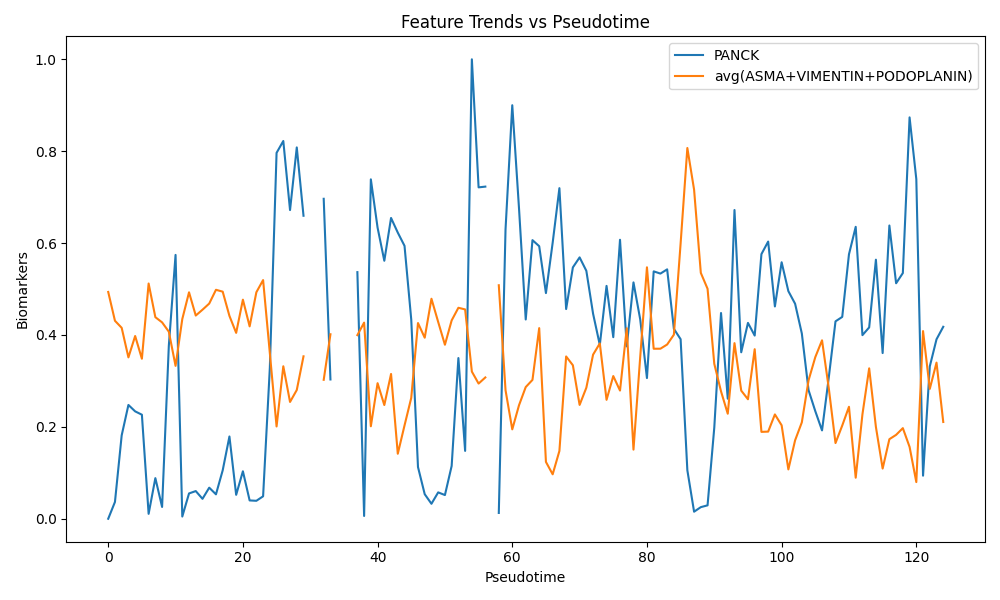 Feature Trends vs Pseudotime
PANCK
avg(ASMA+VIMENTIN+PODOPLANIN)
Biomarkers
1.0
0.8
0.6
0.4
0.2
0.0
0 20 40 60 80 100 120
Pseudotime